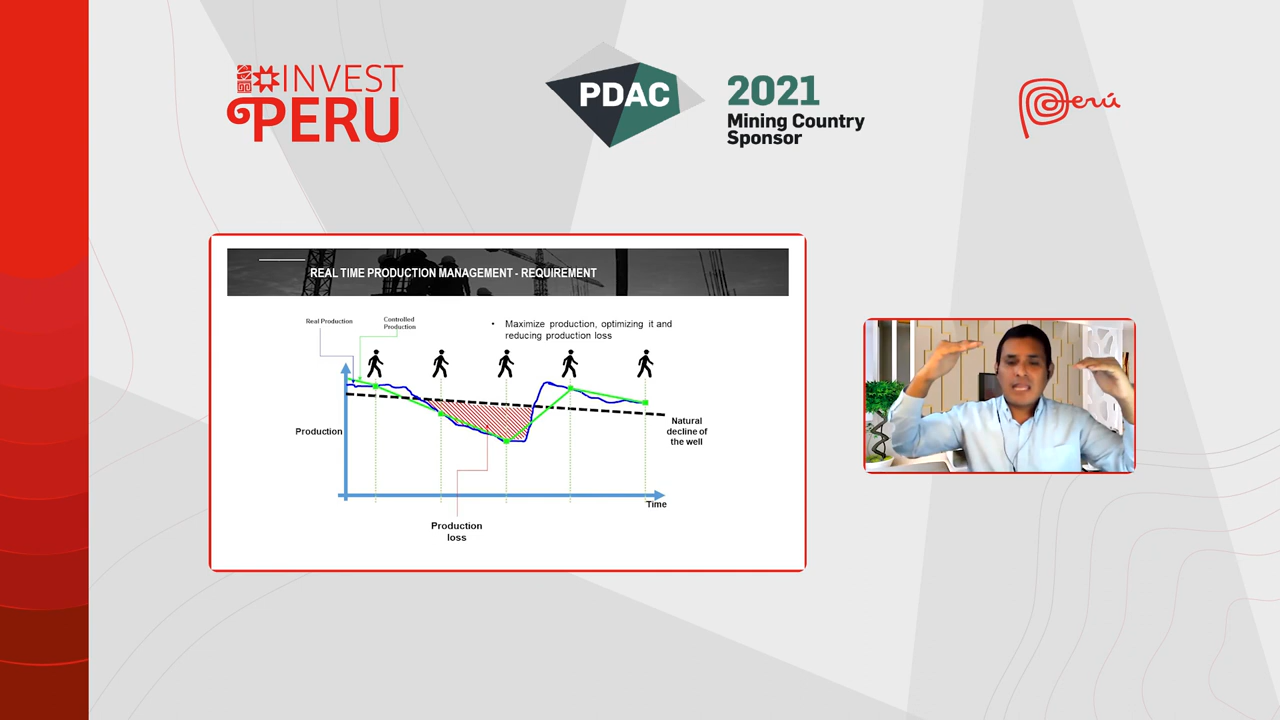 INVEST
PERU
PDAC
2021
Mining Country
Sponsor
Perú
REAL TIME PRODUCTION MANAGEMENT - REQUIREMENT
Real Production
Controlled
Production
• Maximize production, optimizing it and
reducing production loss
Production
Natural
decline of
the well
Time
Production
loss